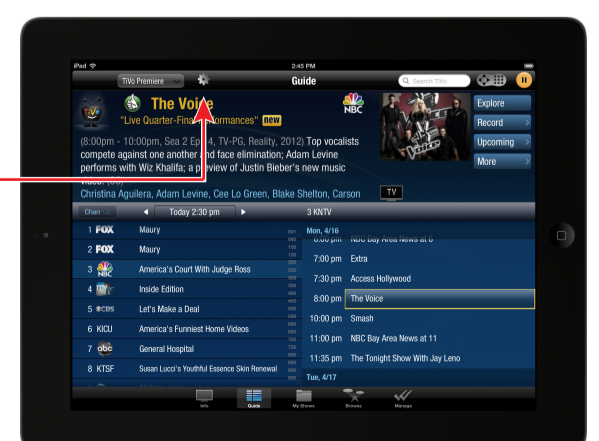 iPad 2:45 PM
TiVo Premiere Guide Search TiVo
The Voice
"Live Quarter-Final Performances" new
NBC
(8:00pm - 10:00pm, Sea 2 Ep 14, TV-PG, Reality, 2012) Top vocalists
compete against one another and face elimination; Adam Levine
performs with Wiz Khalifa; a preview of Justin Bieber's new music
Christina Aguilera, Adam Levine, Cee Lo Green, Blake Shelton, Carson
TV
Explore
Record
Upcoming
More
Chan Today 2:30 pm 3 KNTV
1 FOX Maury
2 FOX Maury
3 NBC America's Court With Judge Ross
4 Inside Edition
5 CBS Let's Make a Deal
6 KICU America's Funniest Home Videos
7 abc General Hospital
8 KTSF Susan Lucci's Youthful Essence Skin Renewal
Mon, 4/16
6:00 pm NBC Bay Area News at 6
7:00 pm Extra
7:30 pm Access Hollywood
8:00 pm The Voice
10:00 pm Smash
11:00 pm NBC Bay Area News at 11
11:35 pm The Tonight Show With Jay Leno
Tue, 4/17
Info Guide My Shows Browse Manage